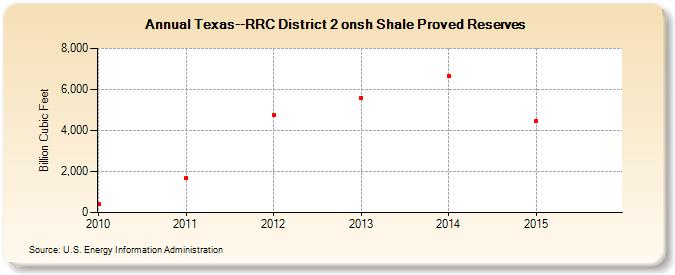 Annual Texas--RRC District 2 onsh Shale Proved Reserves
Billion Cubic Feet
8,000
6,000
4,000
2,000
0
2010 2011 2012 2013 2014 2015
Source: U.S. Energy Information Administration